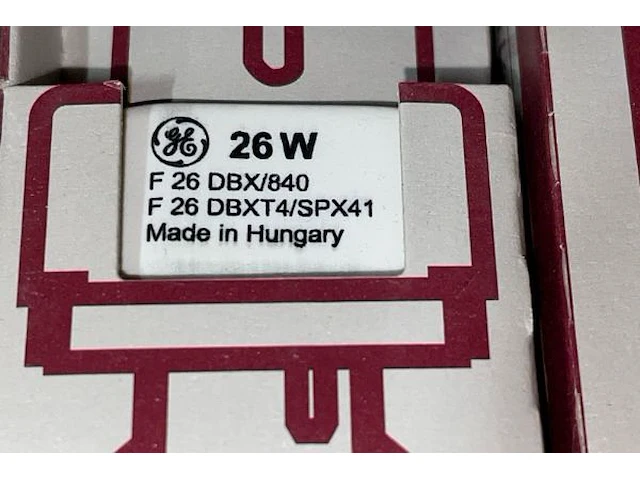 GE 26 W
F 26 DBX/840
F 26 DBXT4/SPX41
Made in Hungary